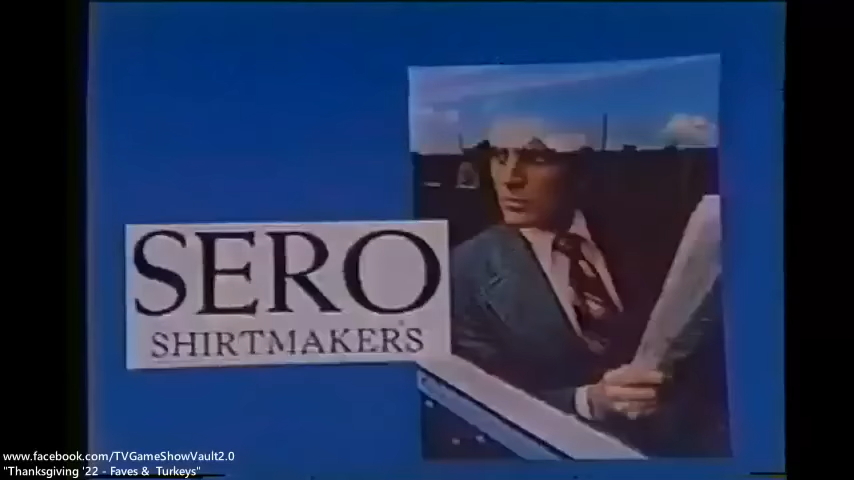 SERO
SHIRTMAKERS
www.facebook.com/TVGameShowVault2.0
"Thanksgiving '22 - Faves & Turkeys"